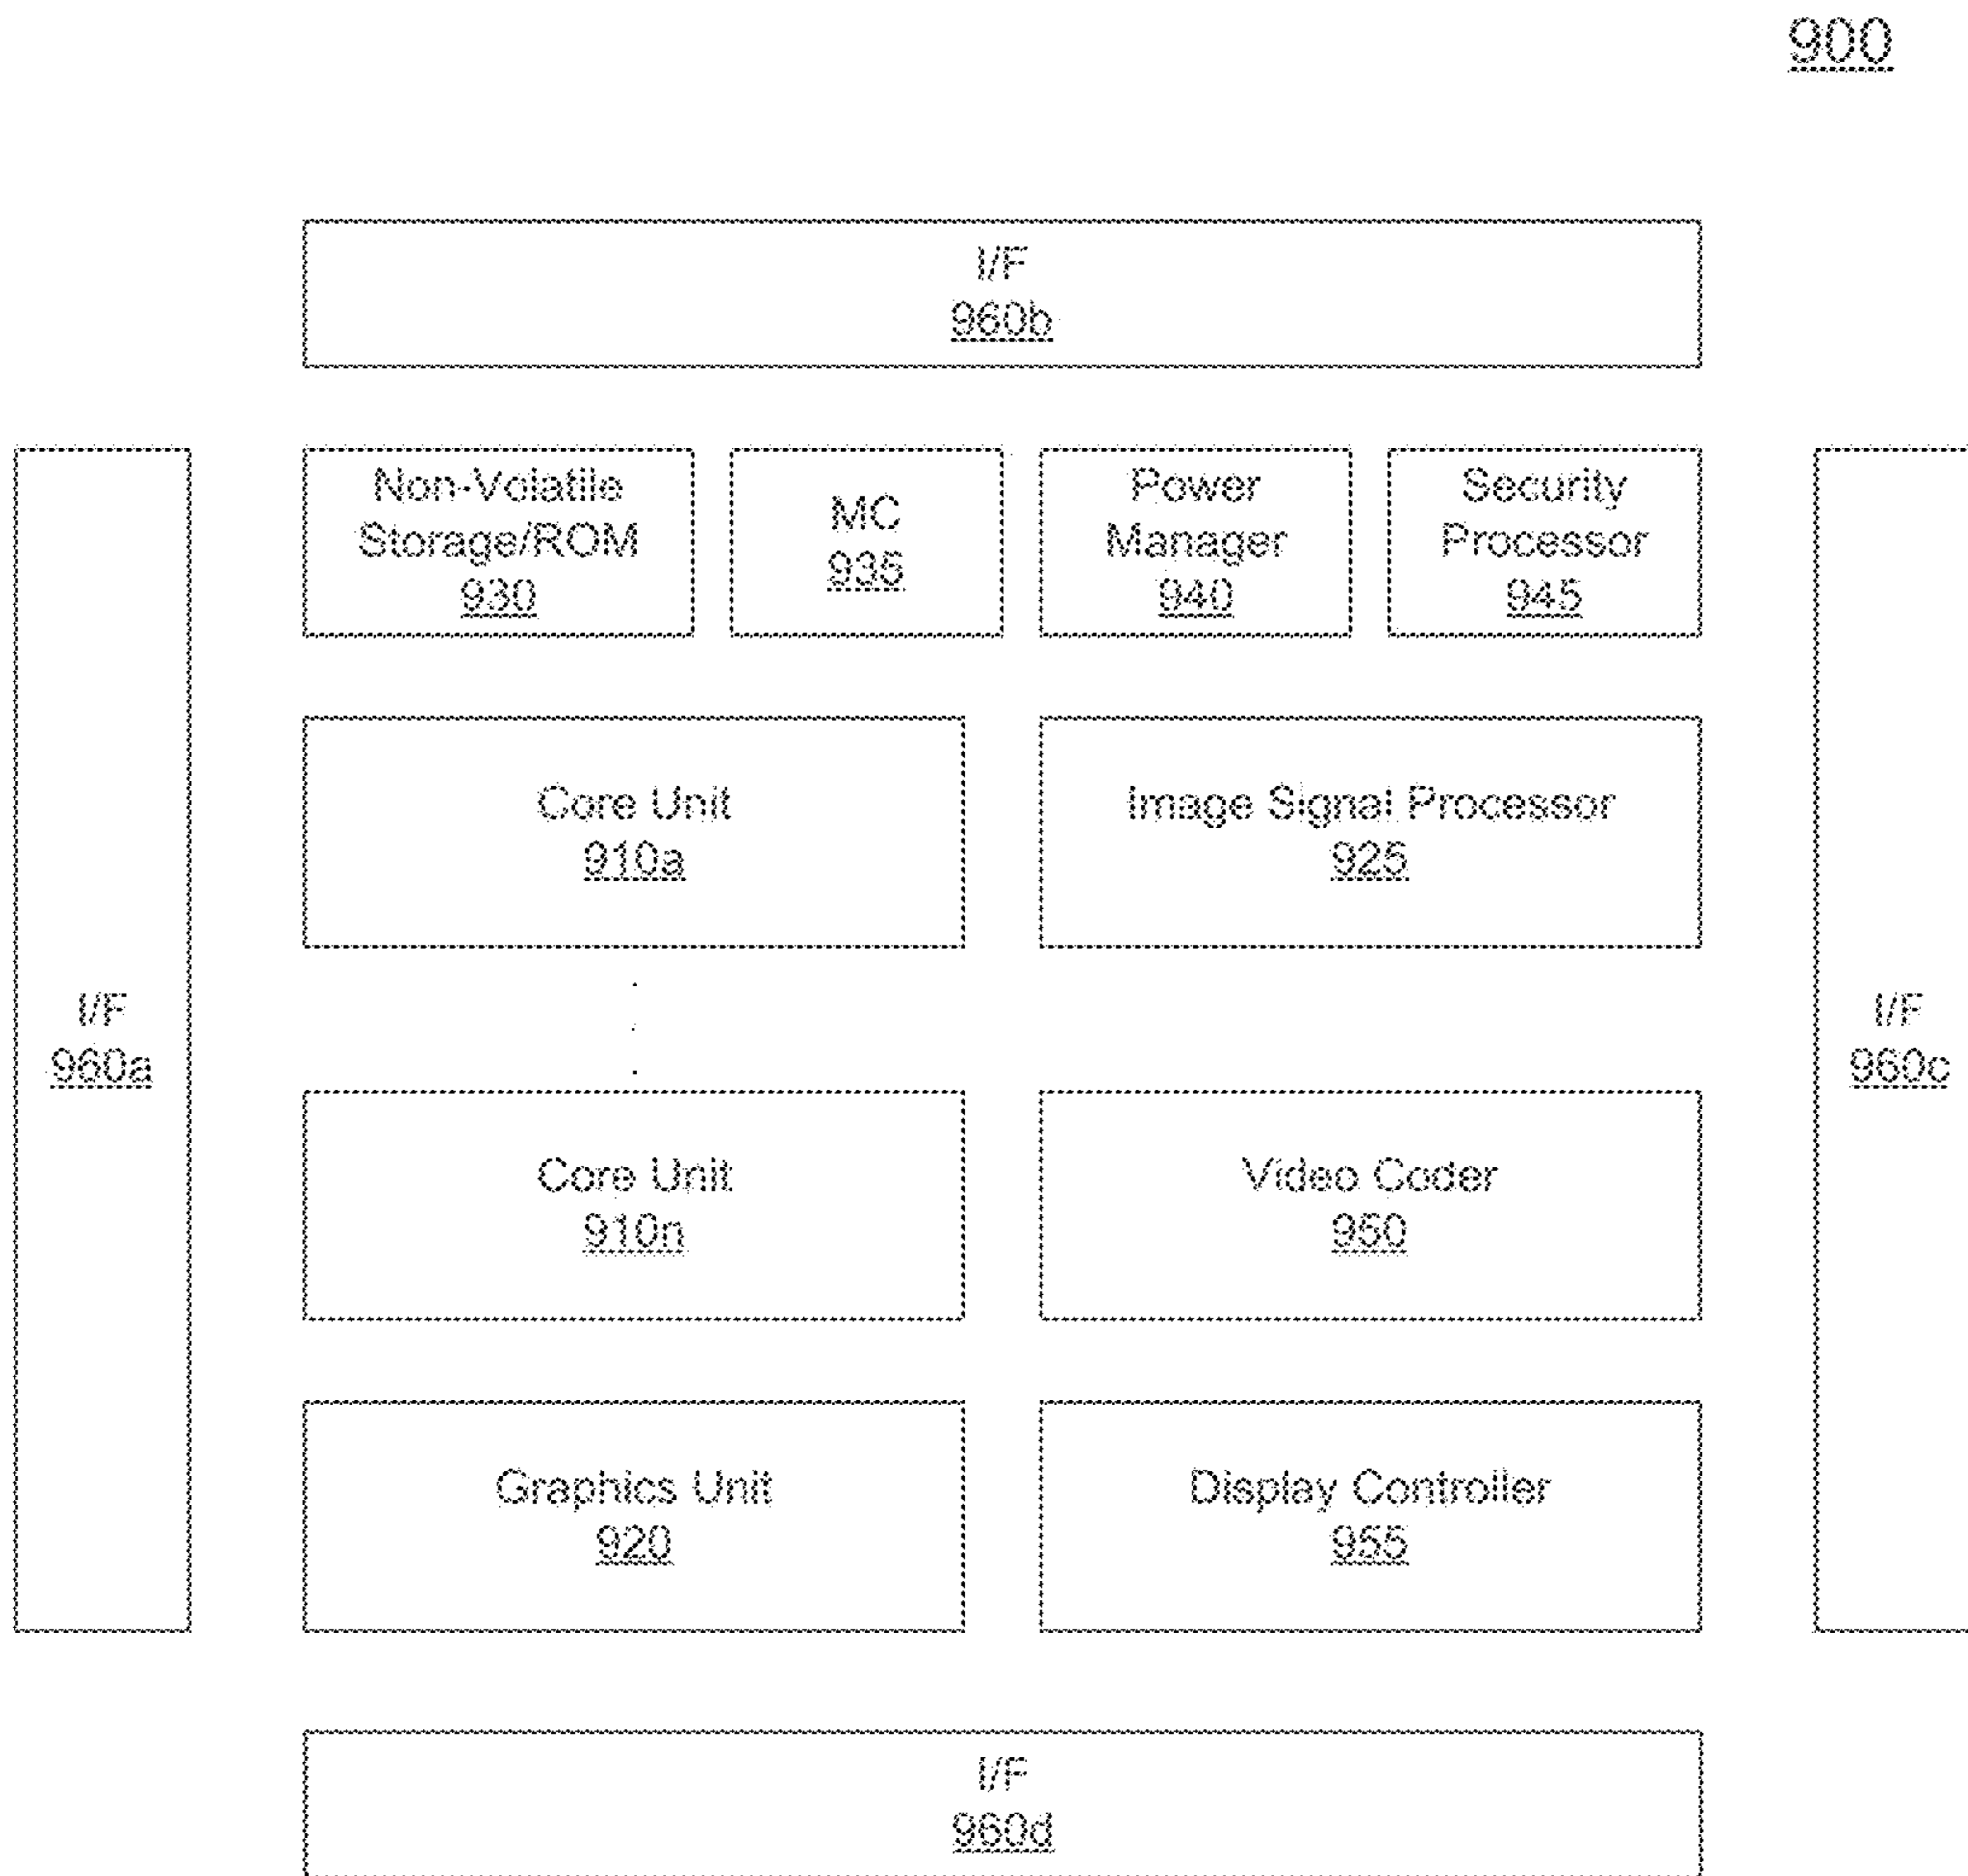 900
I/F
960b
Non-Volatile
Storage/ROM
930
MC
935
Power
Manager
940
Security
Processor
945
Core Unit
910a
Image Signal Processor
925
I/F
960a
I/F
960c
Core Unit
910n
Video Coder
950
Graphics Unit
920
Display Controller
955
I/F
960d